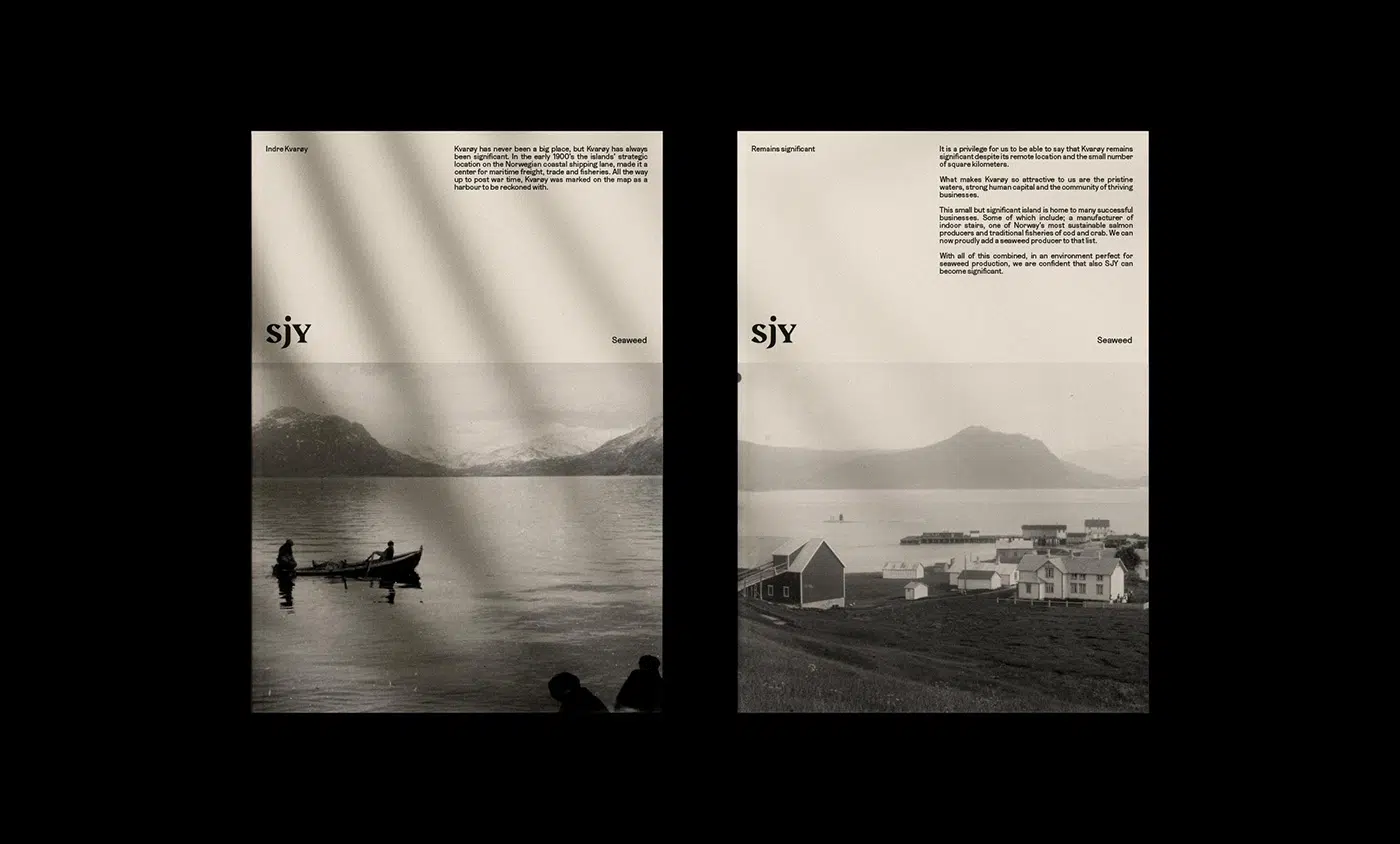 Indre Kvarøy
Kvarøy has never been a big place, but Kvarøy has always
been significant. In the early 1900's the islands' strategic
location on the Norwegian coastal shipping lane, made it a
center for maritime freight, trade and fisheries. All the way
up to post war time, Kvarøy was marked on the map as a
harbour to be reckoned with.
sjy
Seaweed
Remains significant
It is a privilege for us to be able to say that Kvarøy remains
significant despite its remote location and the small number
of square kilometers.
What makes Kvarøy so attractive to us are the pristine
waters, strong human capital and the community of thriving
businesses.
This small but significant island is home to many successful
businesses. Some of which include; a manufacturer of
indoor stairs, one of Norway's most sustainable salmon
producers and traditional fisheries of cod and crab. We can
now proudly add a seaweed producer to that list.
With all of this combined, in an environment perfect for
seaweed production, we are confident that also SJY can
become significant.
sjy
Seaweed